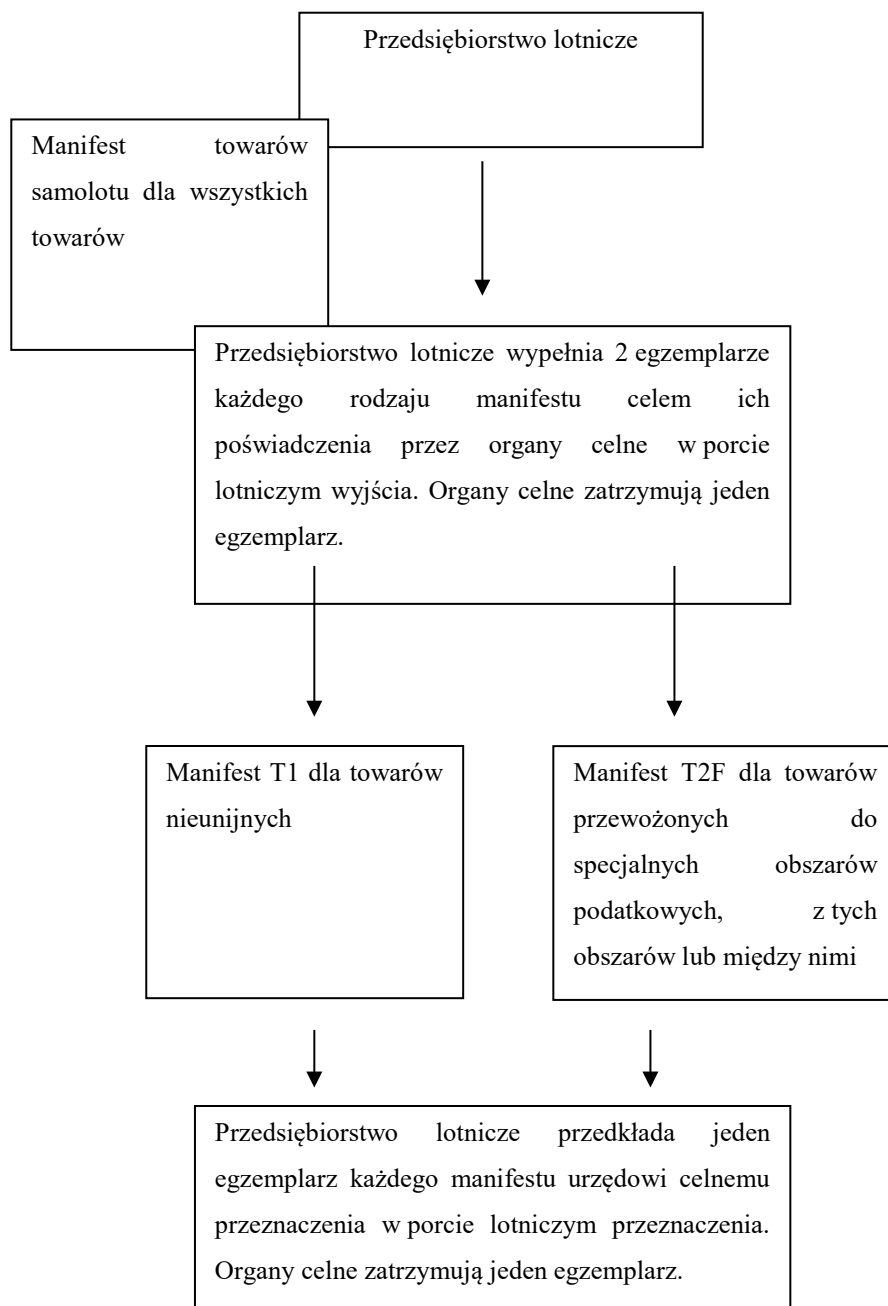 Przedsiębiorstwo lotnicze
Manifest towarów
samolotu dla wszystkich
towarów
Przedsiębiorstwo lotnicze wypełnia 2 egzemplarze
każdego rodzaju manifestu celem ich
poświadczenia przez organy celne w porcie
lotniczym wyjścia. Organy celne zatrzymują jeden
egzemplarz.
Manifest T1 dla towarów
nieunijnych
Manifest T2F dla towarów
przewożonych do
specjalnych obszarów
podatkowych, z tych
obszarów lub między nimi
Przedsiębiorstwo lotnicze przedkłada jeden
egzemplarz każdego manifestu urzędowi celnemu
przeznaczenia w porcie lotniczym przeznaczenia.
Organy celne zatrzymują jeden egzemplarz.